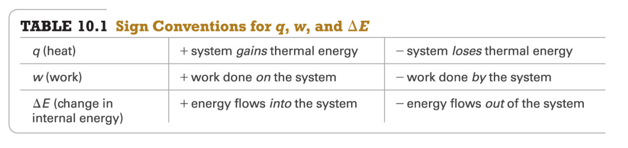 TABLE 10.1 Sign Conventions for q, w, and ΔE
q (heat) + system gains thermal energy − system loses thermal energy
w (work) + work done on the system − work done by the system
ΔE (change in + energy flows into the system − energy flows out of the system
internal energy)